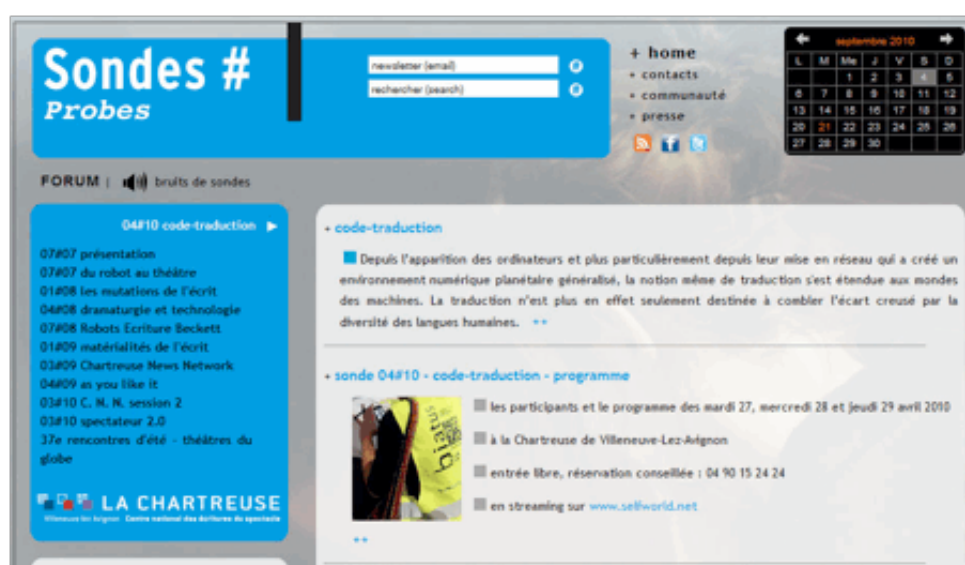 Sondes #
Probes
newsletter (email)
rechercher (search)
+ home
+ contacts
+ communauté
+ presse
septembre 2010
L M Me J V S D
1 2 3 4 5
6 7 8 9 10 11 12
13 14 15 16 17 18 19
20 21 22 23 24 25 26
27 28 29 30
FORUM | bruits de sondes
04#10 code-traduction
07#07 présentation
07#07 du robot au théâtre
01#08 les mutations de l'écrit
04#08 dramaturgie et technologie
07#08 Robots Ecriture Beckett
01#09 matérialités de l'écrit
03#09 Chartreuse News Network
04#09 as you like it
03#10 C. N. N. session 2
03#10 spectateur 2.0
37e rencontres d'été - théâtres du
globe
LA CHARTREUSE
Villeneuve lez Avignon Centre national des écritures du spectacle
+ code-traduction
Depuis l'apparition des ordinateurs et plus particulièrement depuis leur mise en réseau qui a créé un
environnement numérique planétaire généralisé, la notion même de traduction s'est étendue aux mondes
des machines. La traduction n'est plus en effet seulement destinée à combler l'écart creusé par la
diversité des langues humaines. ++
+ sonde 04#10 - code-traduction - programme
les participants et le programme des mardi 27, mercredi 28 et jeudi 29 avril 2010
à la Chartreuse de Villeneuve-Lez-Avignon
entrée libre, réservation conseillée : 04 90 15 24 24
en streaming sur www.selfworld.net
++